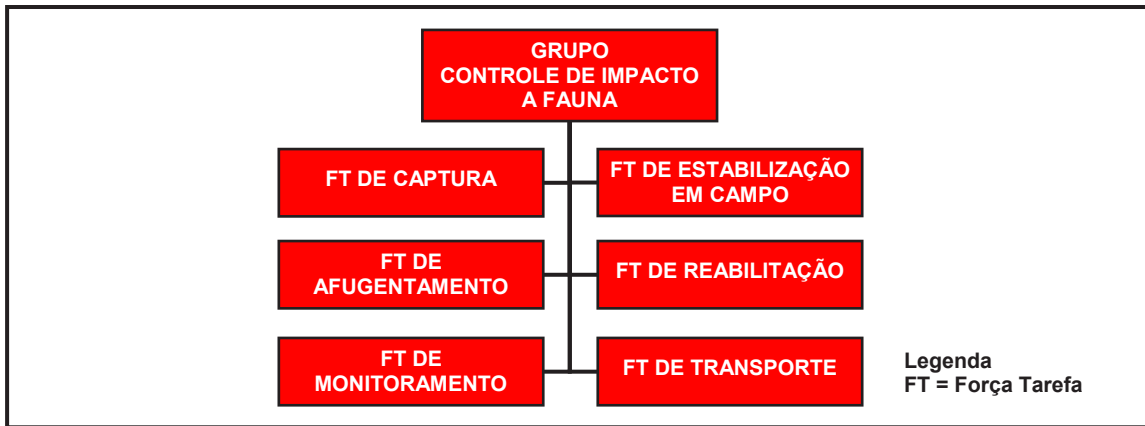 GRUPO
CONTROLE DE IMPACTO
A FAUNA
FT DE CAPTURA
FT DE ESTABILIZAÇÃO
EM CAMPO
FT DE
AFUGENTAMENTO
FT DE REABILITAÇÃO
FT DE
MONITORAMENTO
FT DE TRANSPORTE
Legenda
FT = Força Tarefa